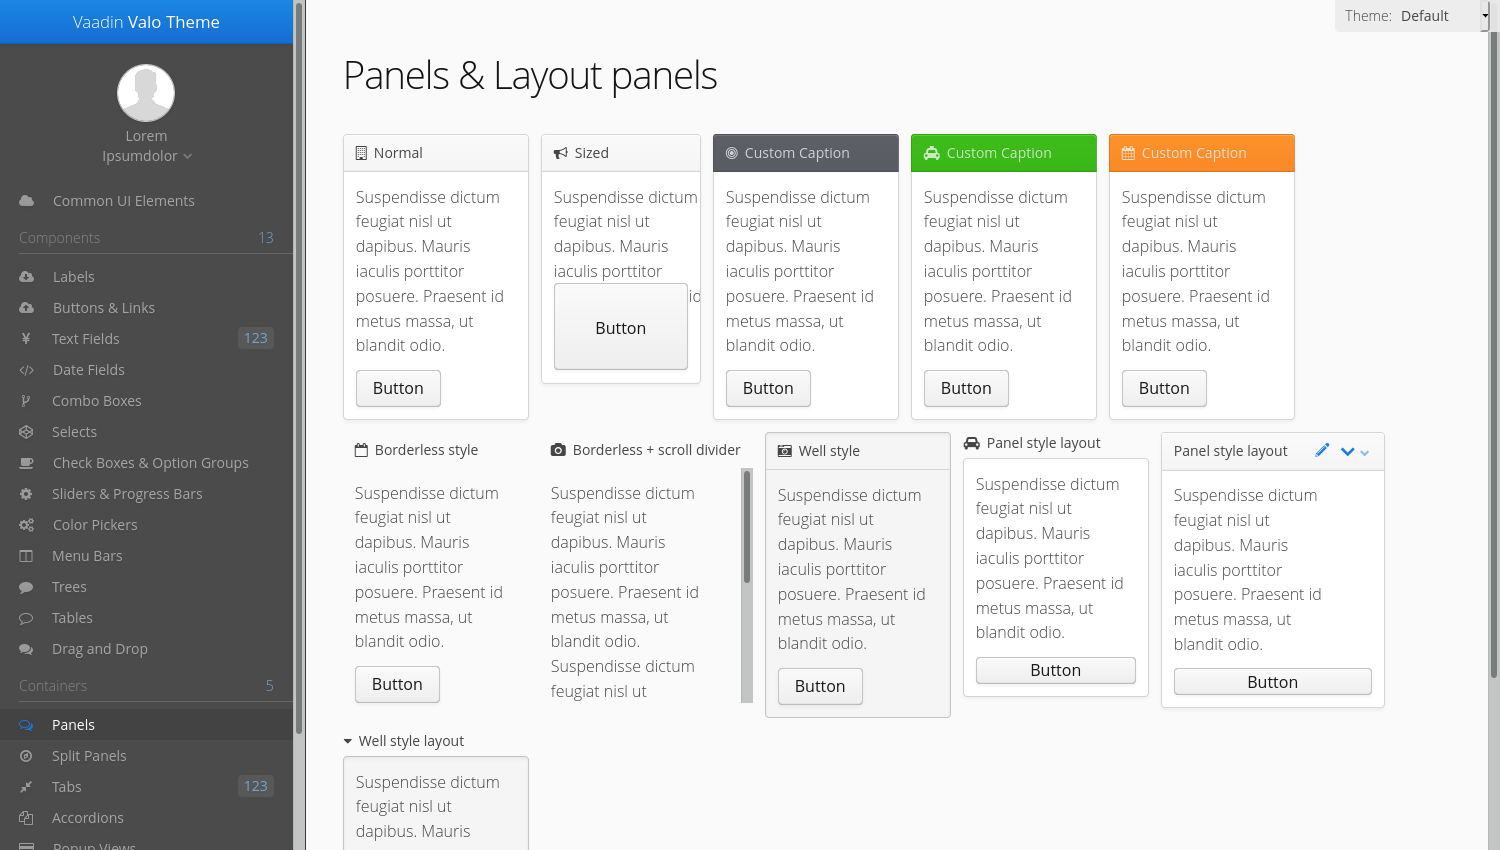 Vaadin Valo Theme
Lorem
Ipsumdolor
Common UI Elements
Components 13
Labels
Buttons & Links
Text Fields 123
Date Fields
Combo Boxes
Selects
Check Boxes & Option Groups
Sliders & Progress Bars
Color Pickers
Menu Bars
Trees
Tables
Drag and Drop
Containers 5
Panels
Split Panels
Tabs 123
Accordions
Popup Views
Theme: Default
Panels & Layout panels
Normal
Suspendisse dictum
feugiat nisl ut
dapibus. Mauris
iaculis porttitor
posuere. Praesent id
metus massa, ut
blandit odio.
Button
Sized
Suspendisse dictum
feugiat nisl ut
dapibus. Mauris
iaculis porttitor
id
Button
Custom Caption
Suspendisse dictum
feugiat nisl ut
dapibus. Mauris
iaculis porttitor
posuere. Praesent id
metus massa, ut
blandit odio.
Button
Custom Caption
Suspendisse dictum
feugiat nisl ut
dapibus. Mauris
iaculis porttitor
posuere. Praesent id
metus massa, ut
blandit odio.
Button
Custom Caption
Suspendisse dictum
feugiat nisl ut
dapibus. Mauris
iaculis porttitor
posuere. Praesent id
metus massa, ut
blandit odio.
Button
Borderless style
Suspendisse dictum
feugiat nisl ut
dapibus. Mauris
iaculis porttitor
posuere. Praesent id
metus massa, ut
blandit odio.
Button
Borderless + scroll divider
Suspendisse dictum
feugiat nisl ut
dapibus. Mauris
iaculis porttitor
posuere. Praesent id
metus massa, ut
blandit odio.
Suspendisse dictum
feugiat nisl ut
Well style
Suspendisse dictum
feugiat nisl ut
dapibus. Mauris
iaculis porttitor
posuere. Praesent id
metus massa, ut
blandit odio.
Button
Panel style layout
Suspendisse dictum
feugiat nisl ut
dapibus. Mauris
iaculis porttitor
posuere. Praesent id
metus massa, ut
blandit odio.
Button
Panel style layout
Suspendisse dictum
feugiat nisl ut
dapibus. Mauris
iaculis porttitor
posuere. Praesent id
metus massa, ut
blandit odio.
Button
Well style layout
Suspendisse dictum
feugiat nisl ut
dapibus. Mauris